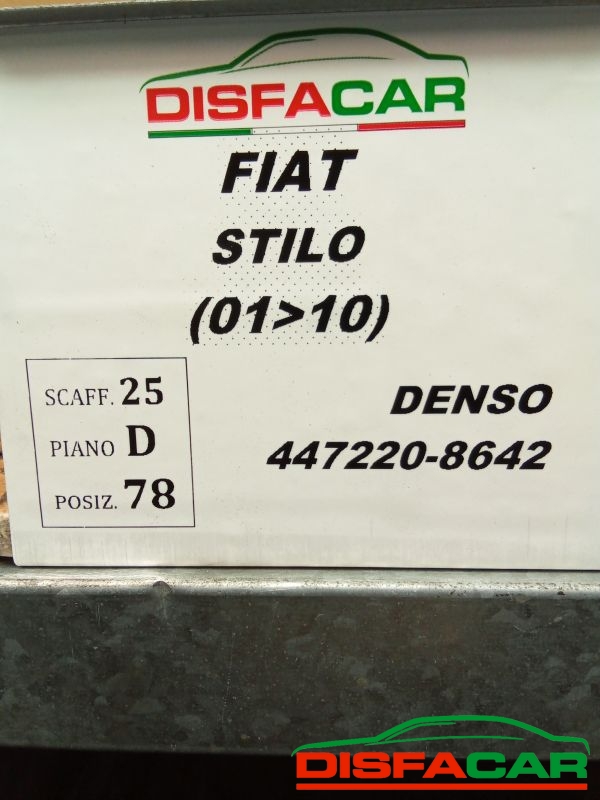 DISFACAR
FIAT
STILO
(01>10)
SCAFF. 25
PIANO D
POSIZ. 78
DENSO
447220-8642
DISFACAR